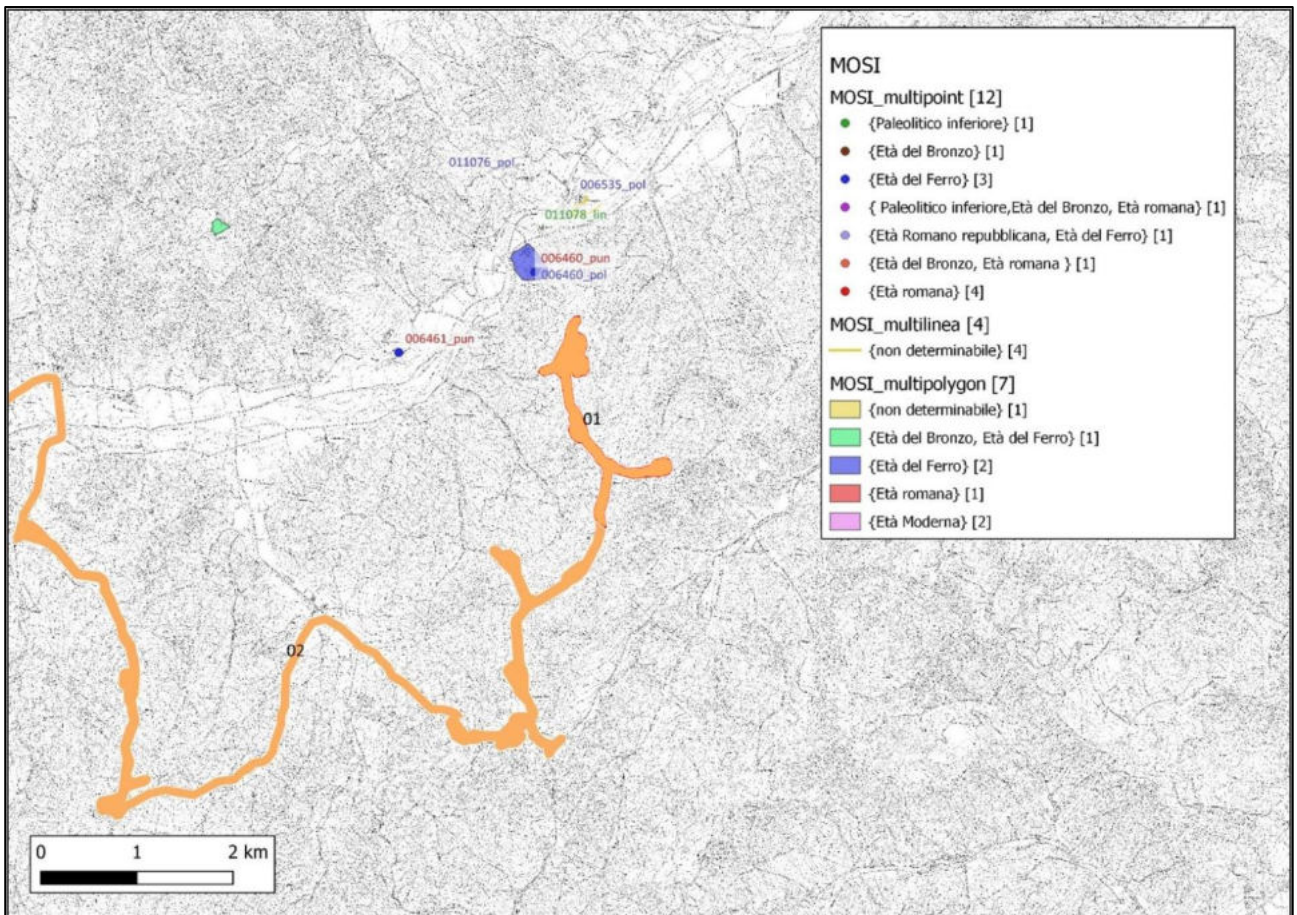 MOSI
MOSI_multipoint [12]
{Paleolitico inferiore} [1]
{Età del Bronzo} [1]
{Età del Ferro} [3]
{ Paleolitico inferiore,Età del Bronzo, Età romana} [1]
{Età Romano repubblicana, Età del Ferro} [1]
{Età del Bronzo, Età romana } [1]
{Età romana} [4]
MOSI_multilinea [4]
{non determinabile} [4]
MOSI_multipolygon [7]
{non determinabile} [1]
{Età del Bronzo, Età del Ferro} [1]
{Età del Ferro} [2]
{Età romana} [1]
{Età Moderna} [2]
011076_pol
006535_pol
011078_lin
006460_pun
006460_pol
006461_pun
01
02
0 1 2 km